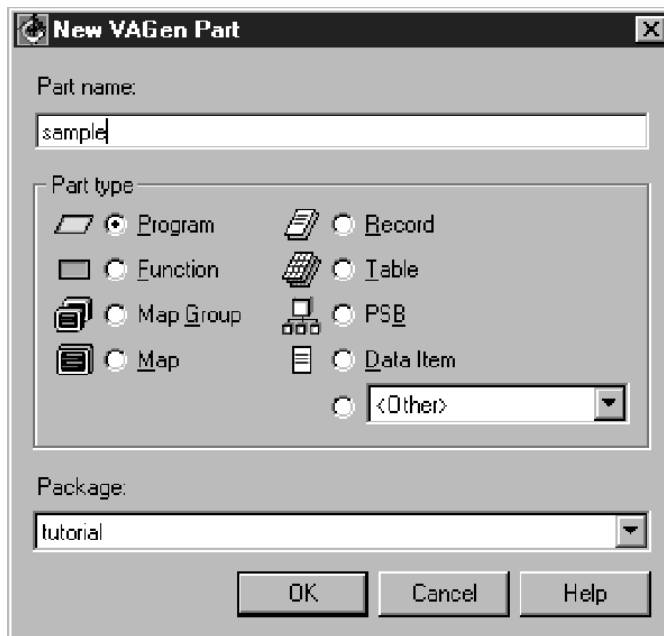 New VAGen Part
Part name:
sample
Part type
Program
Record
Function
Table
Map Group
PSB
Map
Data Item
<Other>
Package:
tutorial
OK
Cancel
Help